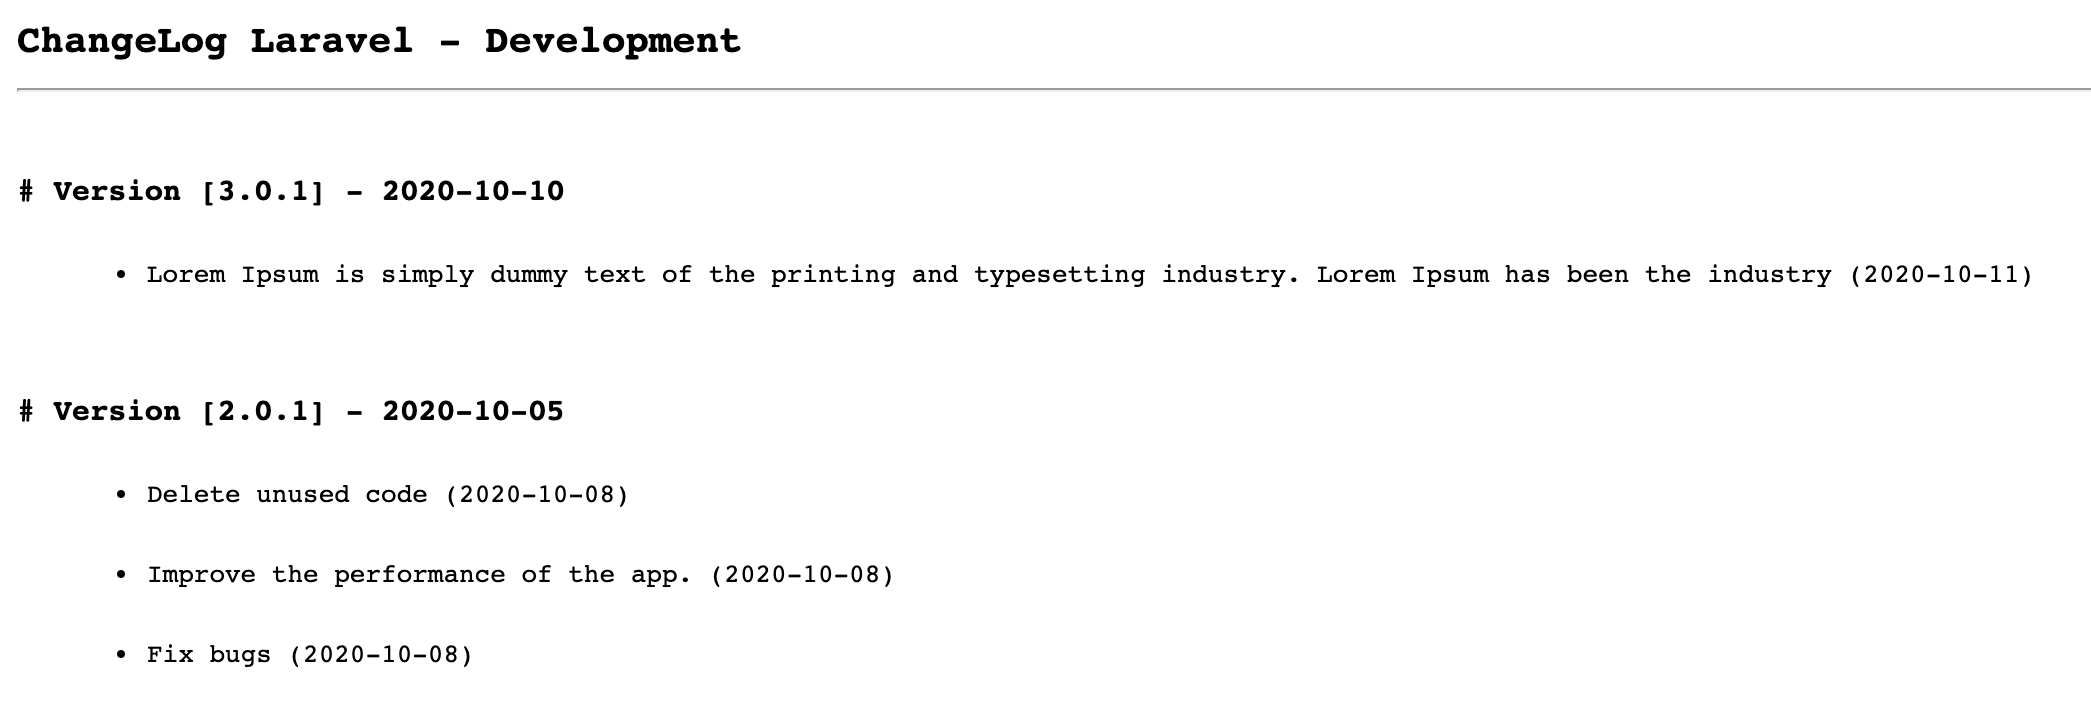 ChangeLog Laravel - Development
# Version [3.0.1] - 2020-10-10
• Lorem Ipsum is simply dummy text of the printing and typesetting industry. Lorem Ipsum has been the industry (2020-10-11)
# Version [2.0.1] - 2020-10-05
• Delete unused code (2020-10-08)
• Improve the performance of the app. (2020-10-08)
• Fix bugs (2020-10-08)